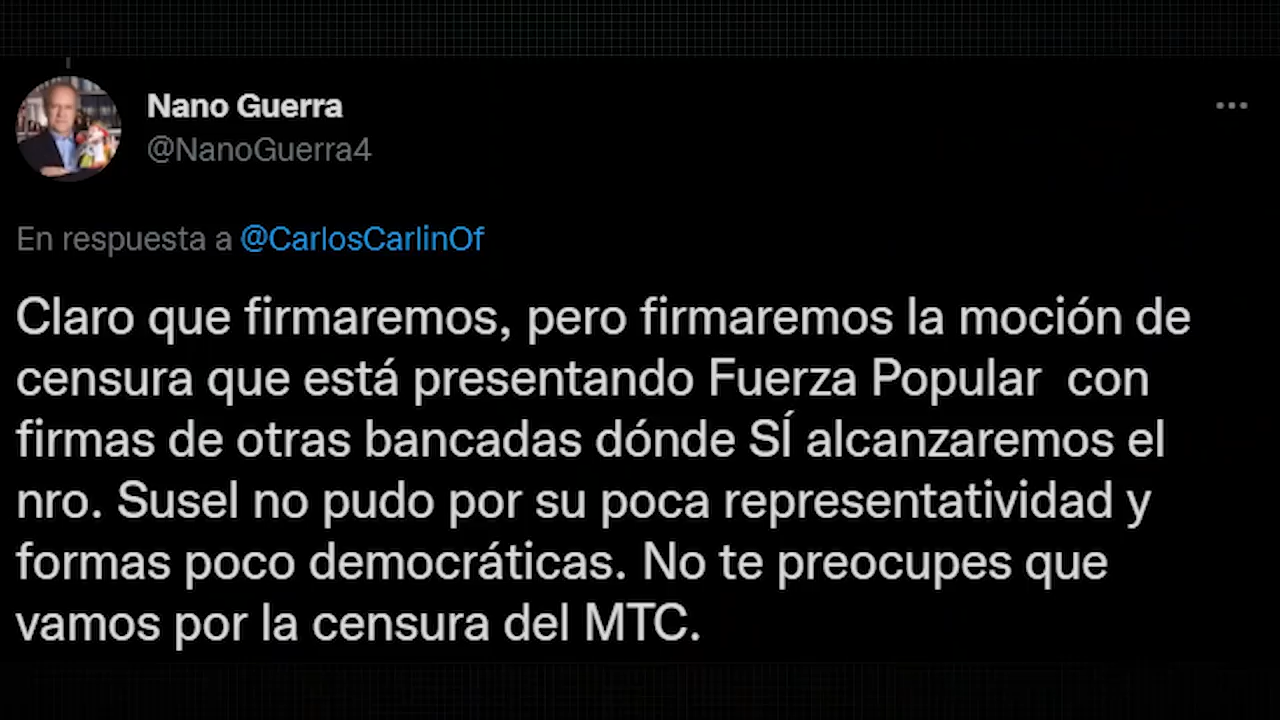 Nano Guerra
@NanoGuerra4
En respuesta a @CarlosCarlinOf
Claro que firmaremos, pero firmaremos la moción de
censura que está presentando Fuerza Popular  con
firmas de otras bancadas dónde SÍ alcanzaremos el
nro. Susel no pudo por su poca representatividad y
formas poco democráticas. No te preocupes que
vamos por la censura del MTC.